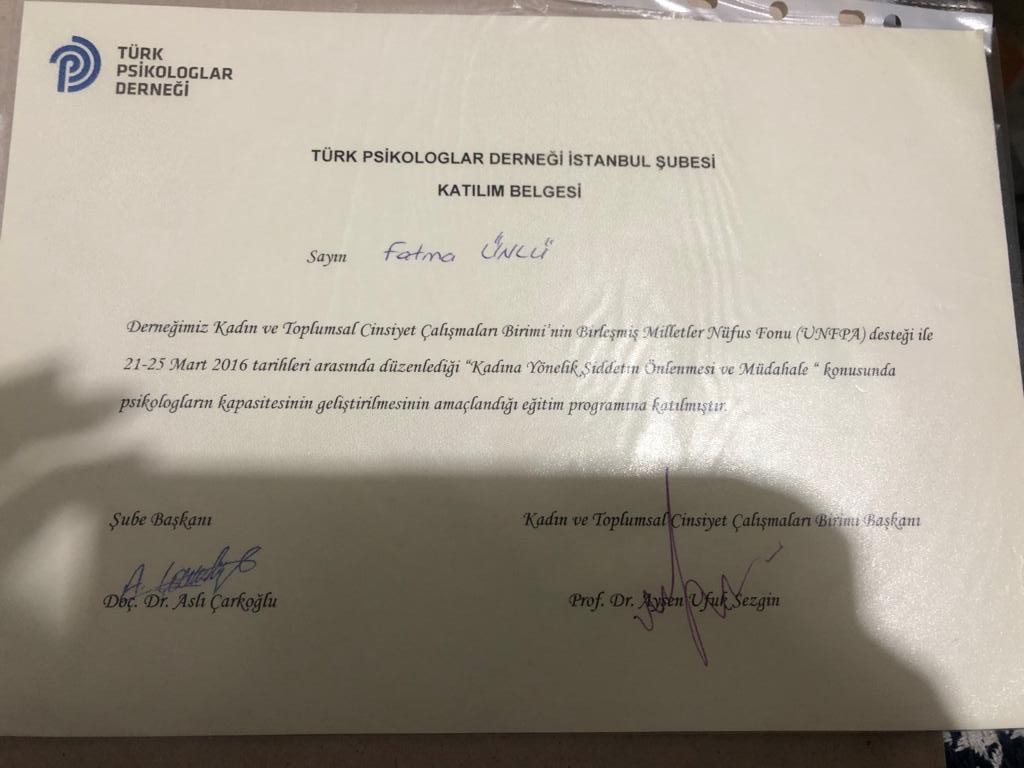 TÜRK
PSİKOLOGLAR
DERNEĞİ
TÜRK PSİKOLOGLAR DERNEĞİ İSTANBUL ŞUBESİ
KATILIM BELGESİ
Sayın Fatma ÜNLÜ
Derneğimiz Kadın ve Toplumsal Cinsiyet Çalışmaları Birimi'nin Birleşmiş Milletler Nüfus Fonu (UNFPA) desteği ile
21-25 Mart 2016 tarihleri arasında düzenlediği "Kadına Yönelik Şiddetin Önlenmesi ve Müdahale " konusunda
psikologların kapasitesinin geliştirilmesinin amaçlandığı eğitim programına katılmıştır.
Şube Başkanı
Kadın ve Toplumsal Cinsiyet Çalışmaları Birimi Başkanı
Doç. Dr. Aslı Çarkoğlu
Prof. Dr. Ayşen Ufuk Sezgin